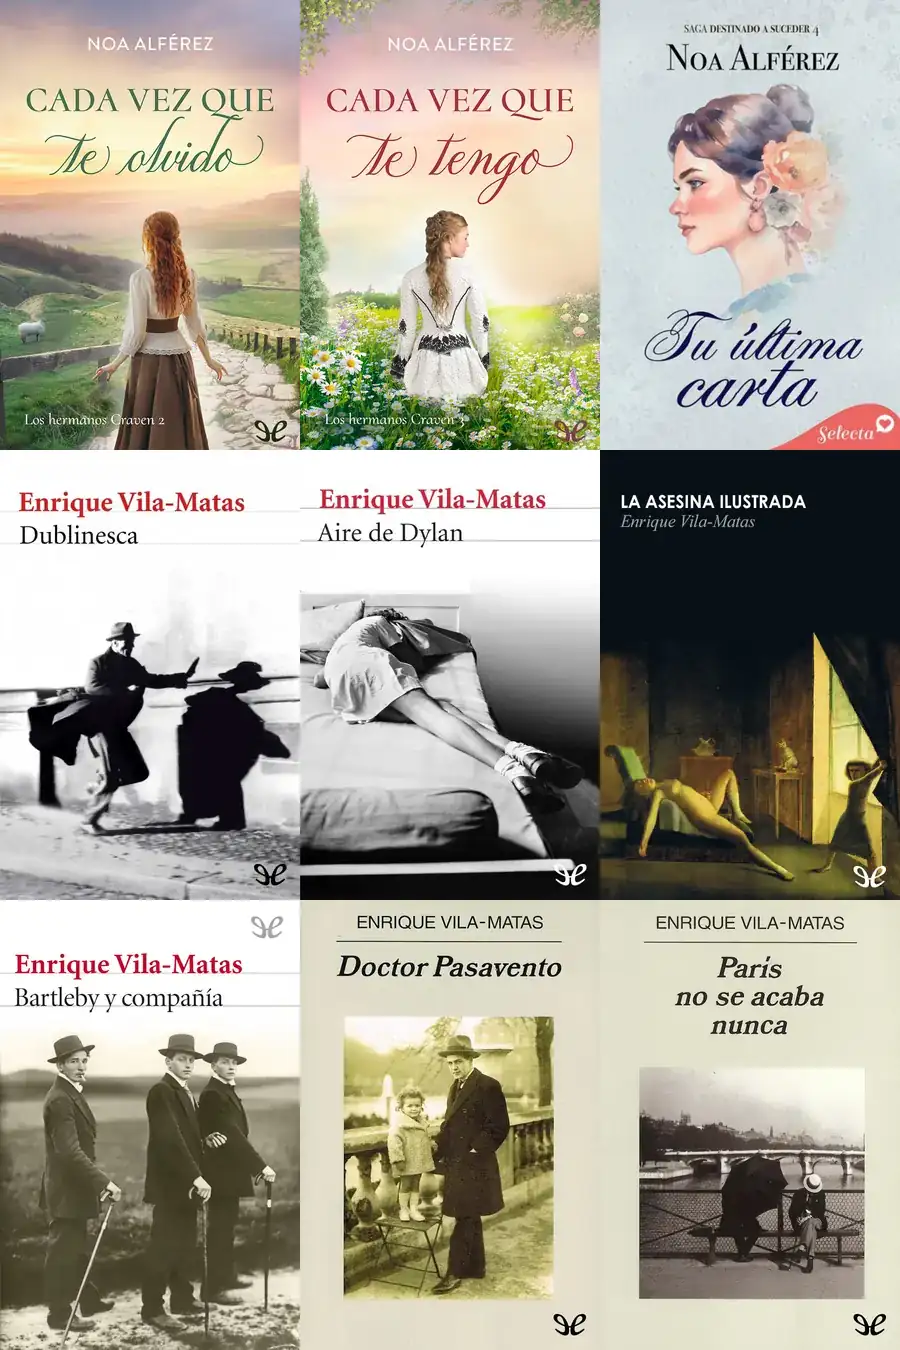 NOA ALFÉREZ
CADA VEZ QUE
te olvido
Los hermanos Craven 2
NOA ALFÉREZ
CADA VEZ QUE
te tengo
Los hermanos Craven 3
SAGA DESTINADO A SUCEDER 4
NOA ALFÉREZ
Tu última
carta
Selecta
Enrique Vila-Matas
Dublinesca
Enrique Vila-Matas
Aire de Dylan
LA ASESINA ILUSTRADA
Enrique Vila-Matas
Enrique Vila-Matas
Bartleby y compañía
ENRIQUE VILA-MATAS
Doctor Pasavento
ENRIQUE VILA-MATAS
París
no se acaba
nunca